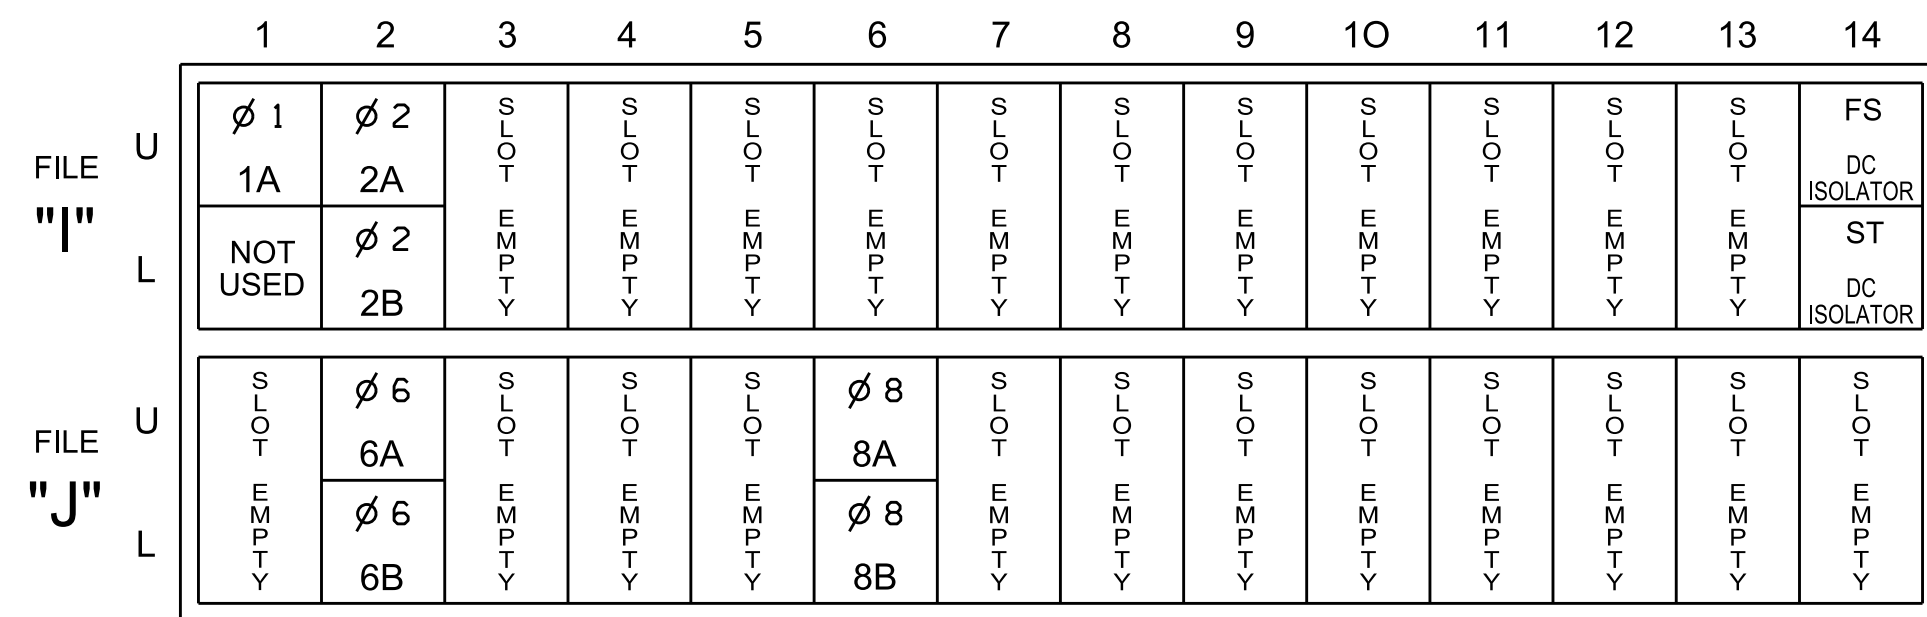 1 2 3 4 5 6 7 8 9 10 11 12 13 14
FILE "I"
U
ø 1 ø 2 SLOT EMPTY SLOT EMPTY SLOT EMPTY SLOT EMPTY SLOT EMPTY SLOT EMPTY SLOT EMPTY SLOT EMPTY SLOT EMPTY SLOT EMPTY SLOT EMPTY FS
1A 2A DC
ISOLATOR
L
NOT ø 2 ST
USED 2B DC
ISOLATOR
FILE "J"
U
SLOT EMPTY ø 6 SLOT EMPTY SLOT EMPTY SLOT EMPTY ø 8 SLOT EMPTY SLOT EMPTY SLOT EMPTY SLOT EMPTY SLOT EMPTY SLOT EMPTY SLOT EMPTY SLOT EMPTY
6A 8A
L
ø 6 ø 8
6B 8B